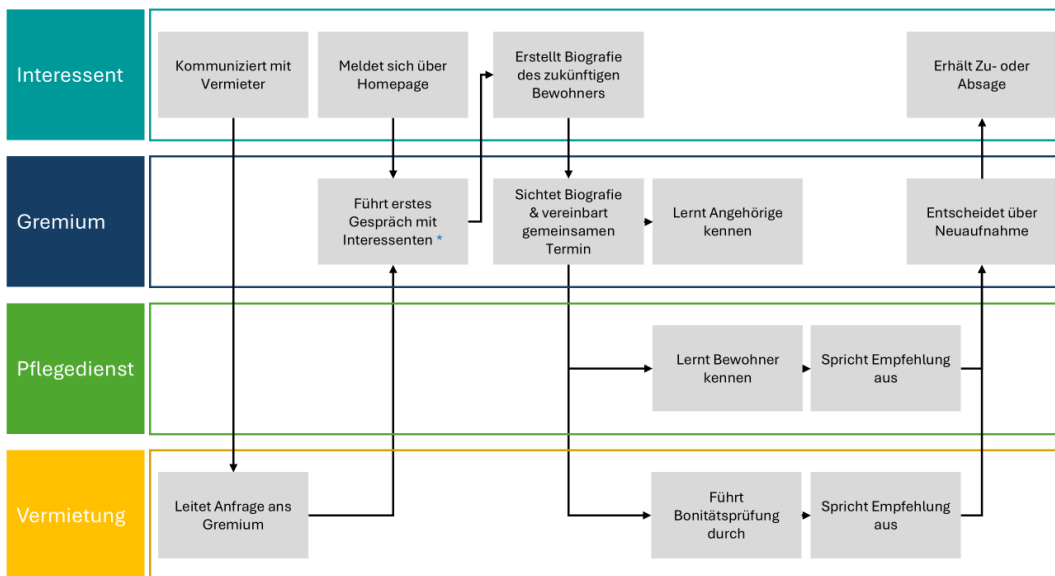 Interessent
Kommuniziert mit
Vermieter
Meldet sich über
Homepage
Erstellt Biografie
des zukünftigen
Bewohners
Erhält Zu- oder
Absage
Gremium
Führt erstes
Gespräch mit
Interessenten *
Sichtet Biografie
& vereinbart
gemeinsamen
Termin
Lernt Angehörige
kennen
Entscheidet über
Neuaufnahme
Pflegedienst
Lernt Bewohner
kennen
Spricht Empfehlung
aus
Vermietung
Leitet Anfrage ans
Gremium
Führt
Bonitätsprüfung
durch
Spricht Empfehlung
aus